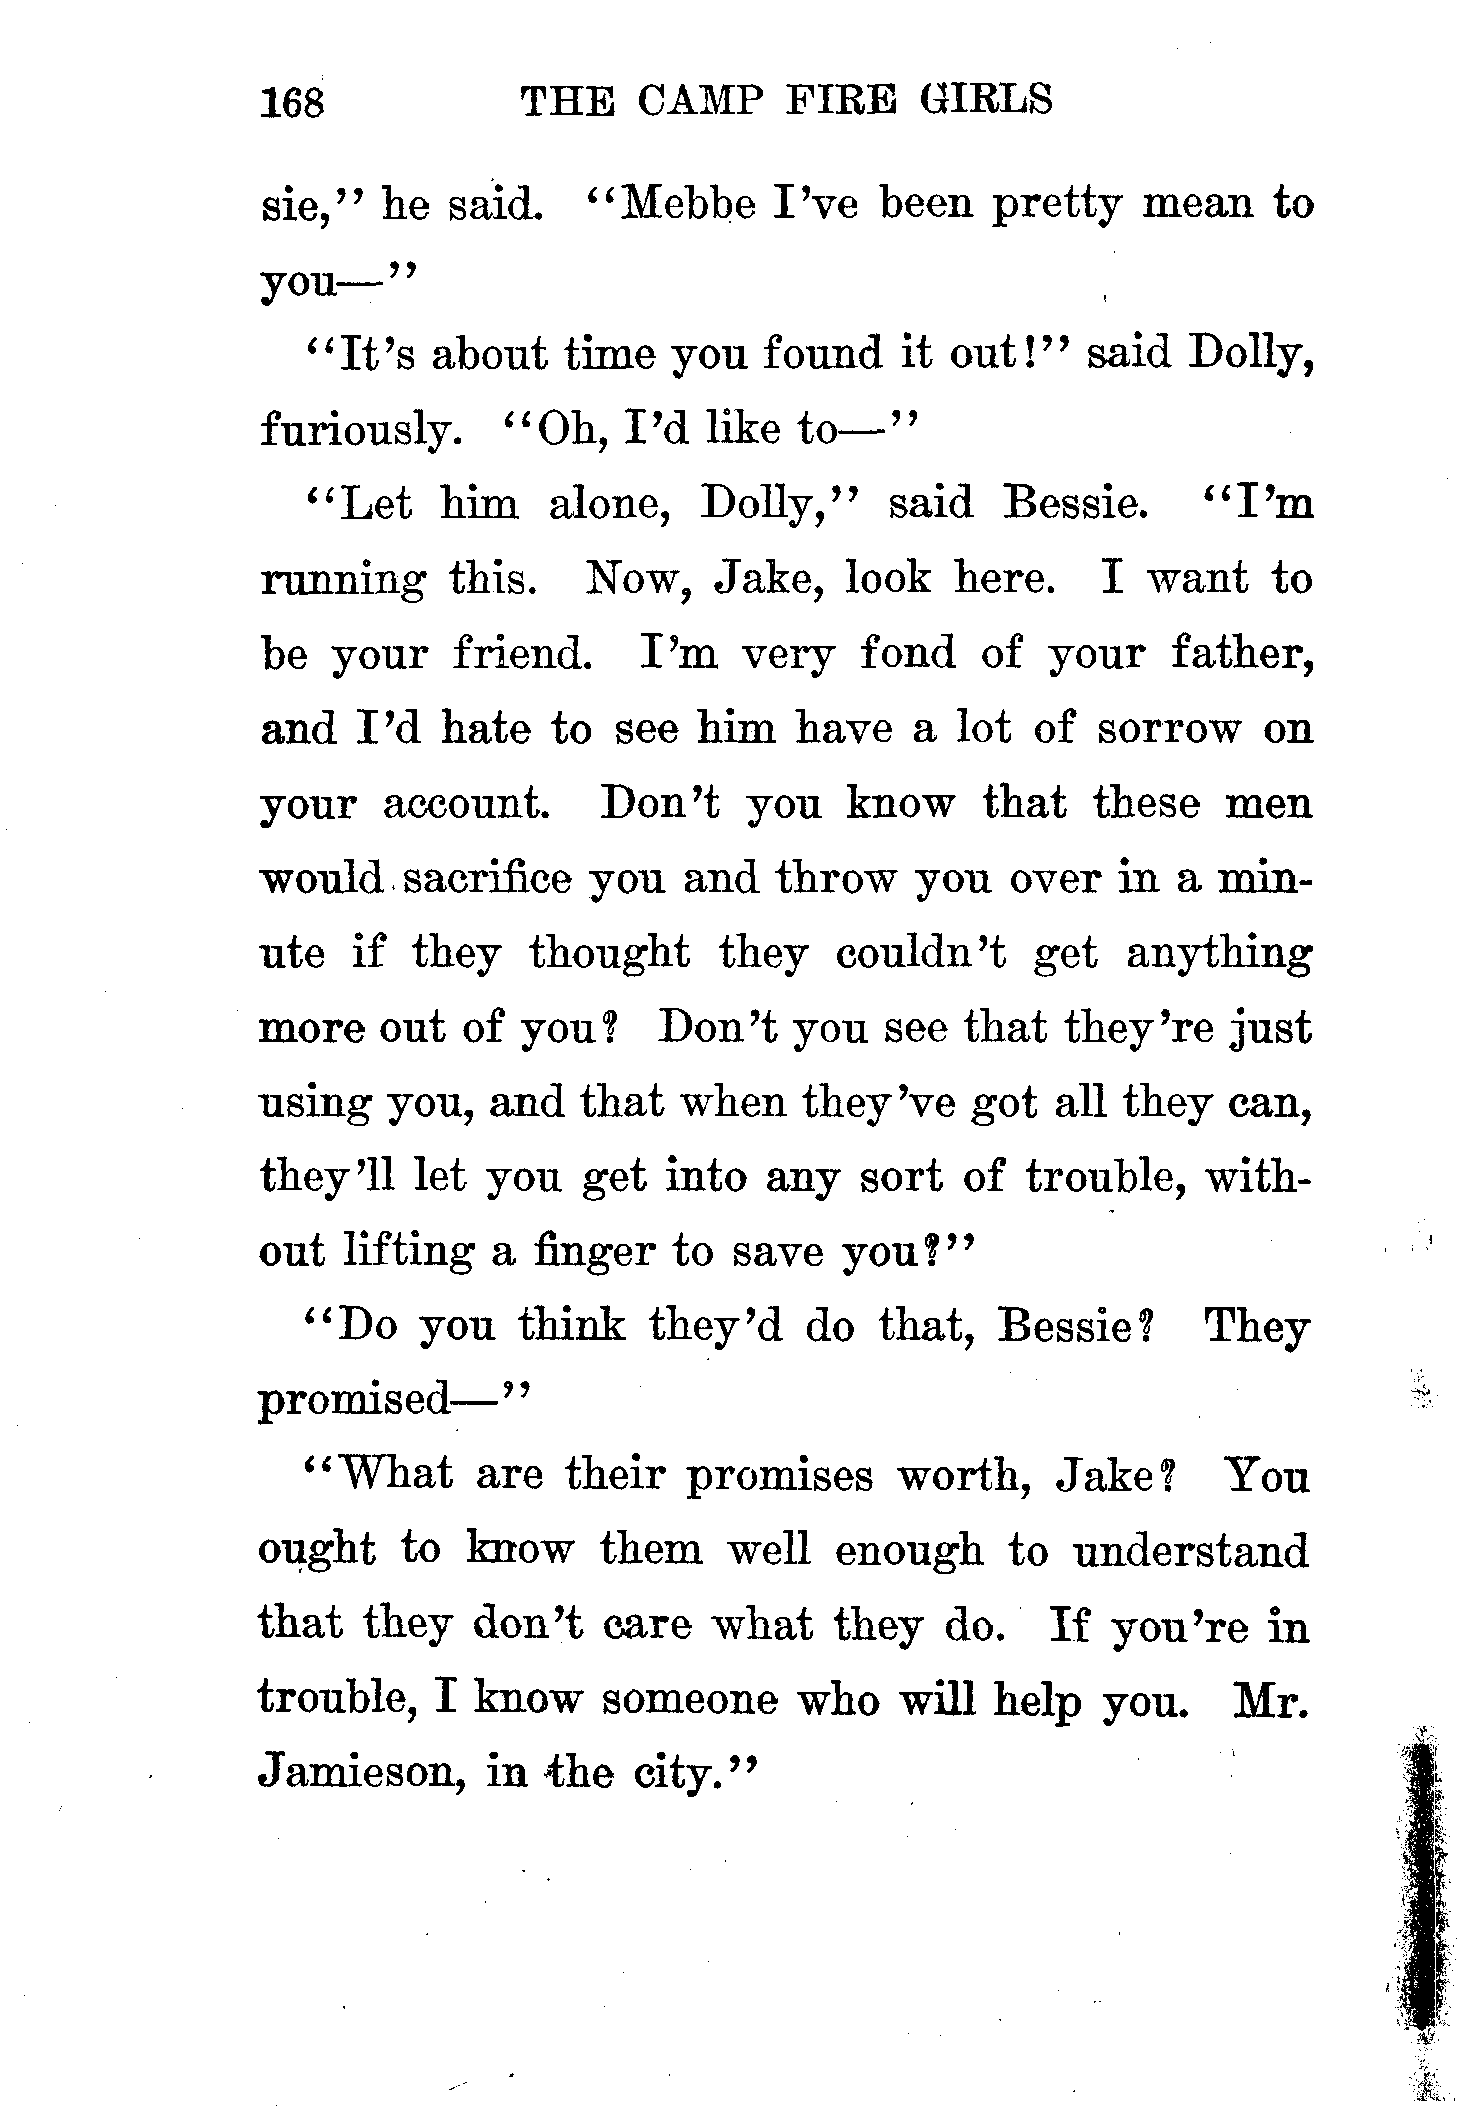 168 THE CAMP FIRE GIRLS
sie,” he said. “Mebbe I’ve been pretty mean to
you—”
“It’s about time you found it out!” said Dolly,
furiously. “Oh, I’d like to—”
“Let him alone, Dolly,” said Bessie. “I’m
running this. Now, Jake, look here. I want to
be your friend. I’m very fond of your father,
and I’d hate to see him have a lot of sorrow on
your account. Don’t you know that these men
would sacrifice you and throw you over in a min-
ute if they thought they couldn’t get anything
more out of you? Don’t you see that they’re just
using you, and that when they’ve got all they can,
they’ll let you get into any sort of trouble, with-
out lifting a finger to save you?”
“Do you think they’d do that, Bessie? They
promised—”
“What are their promises worth, Jake? You
ought to know them well enough to understand
that they don’t care what they do. If you’re in
trouble, I know someone who will help you. Mr.
Jamieson, in the city.”